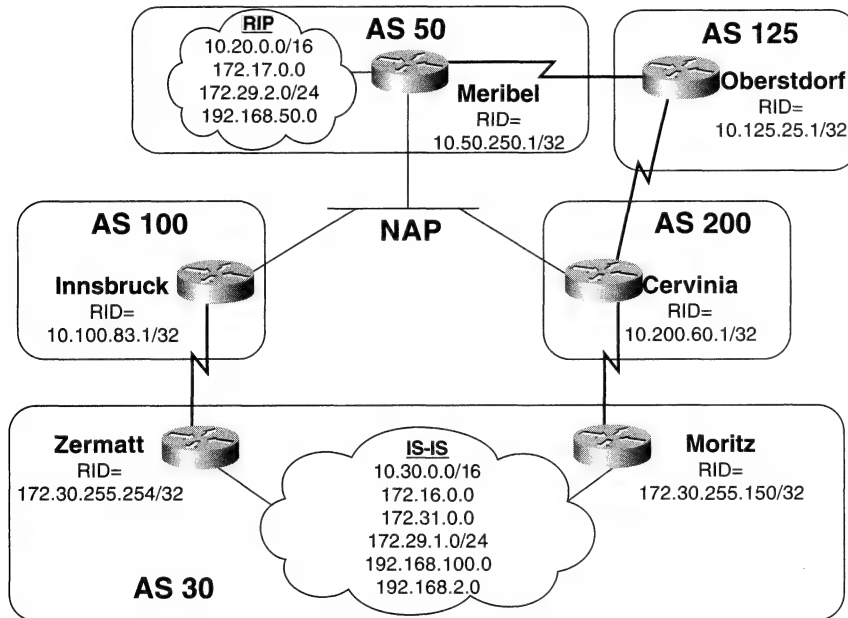 RIP
10.20.0.0/16
172.17.0.0
172.29.2.0/24
192.168.50.0
AS 50
Meribel
RID=
10.50.250.1/32
AS 125
Oberstdorf
RID=
10.125.25.1/32
NAP
AS 100
Innsbruck
RID=
10.100.83.1/32
AS 200
Cervinia
RID=
10.200.60.1/32
Zermatt
RID=
172.30.255.254/32
IS-IS
10.30.0.0/16
172.16.0.0
172.31.0.0
172.29.1.0/24
192.168.100.0
192.168.2.0
Moritz
RID=
172.30.255.150/32
AS 30